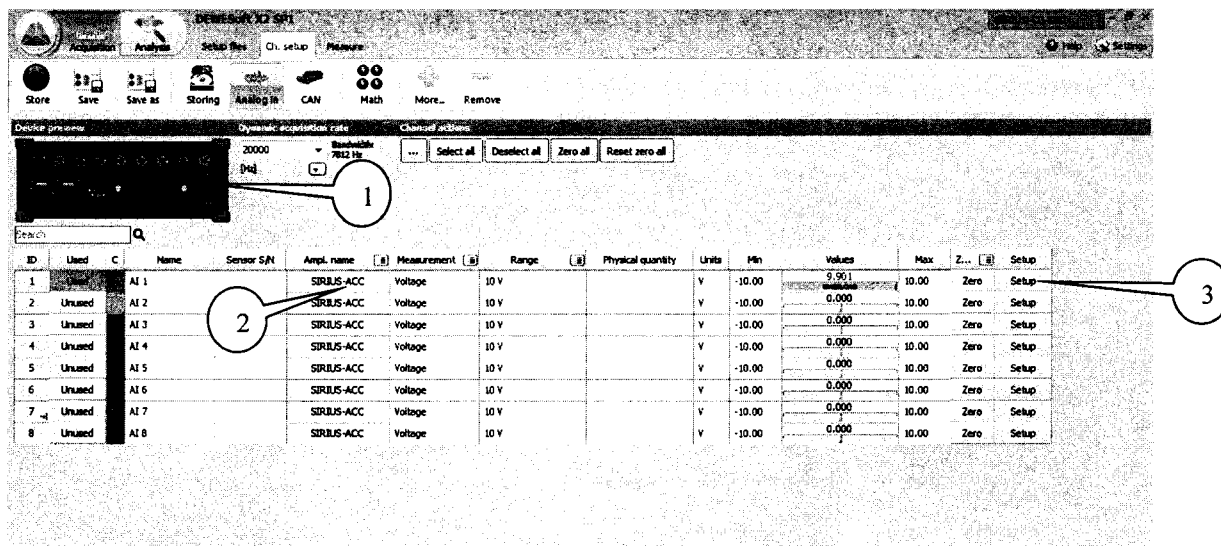 DEWESoft X2 SP1
Acquisition Analysis Setup files Ch. setup Measure
Help Settings
Store Save Save as Storing Analog in CAN Math More... Remove
Device preview Dynamic acquisition rate Channel actions
20000 Bandwidth: 7812 Hz ... Select all Deselect all Zero all Reset zero all
[Hz]
1
Search
ID Used C Name Sensor S/N Ampl. name Measurement Range Physical quantity Units Min Values Max Z... Setup
1 Used AI 1 SIRIUS-ACC Voltage 10 V V -10.00 9.901 10.00 Zero Setup
2 Unused AI 2 SIRIUS-ACC Voltage 10 V V -10.00 0.000 10.00 Zero Setup
3 Unused AI 3 SIRIUS-ACC Voltage 10 V V -10.00 0.000 10.00 Zero Setup
4 Unused AI 4 SIRIUS-ACC Voltage 10 V V -10.00 0.000 10.00 Zero Setup
5 Unused AI 5 SIRIUS-ACC Voltage 10 V V -10.00 0.000 10.00 Zero Setup
6 Unused AI 6 SIRIUS-ACC Voltage 10 V V -10.00 0.000 10.00 Zero Setup
7 Unused AI 7 SIRIUS-ACC Voltage 10 V V -10.00 0.000 10.00 Zero Setup
8 Unused AI 8 SIRIUS-ACC Voltage 10 V V -10.00 0.000 10.00 Zero Setup
2
3